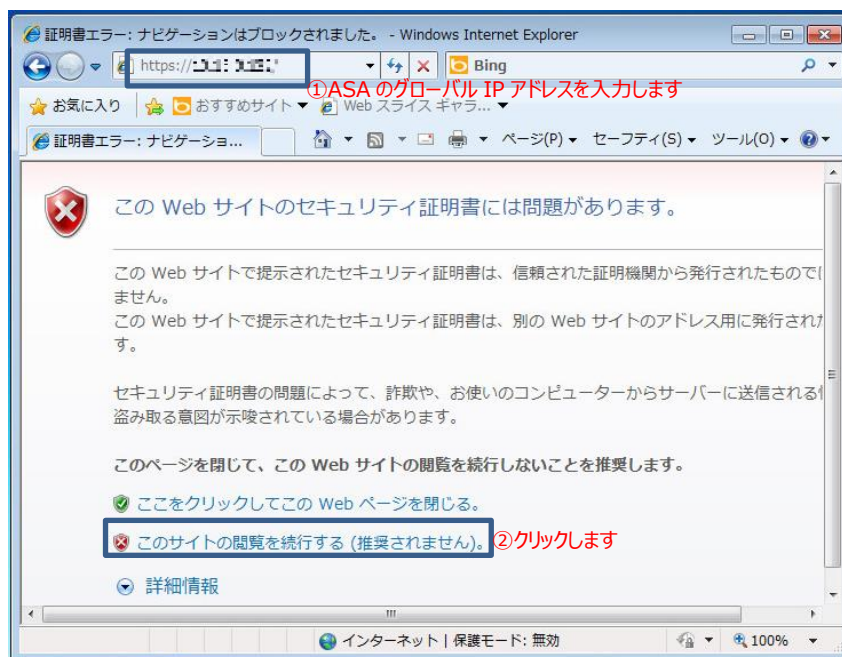 証明書エラー: ナビゲーションはブロックされました。 - Windows Internet Explorer
https://
Bing
①ASA のグローバル IP アドレスを入力します
お気に入り おすすめサイト Web スライス ギャラ...
証明書エラー: ナビゲーショ... ページ(P) セーフティ(S) ツール(O)
この Web サイトのセキュリティ証明書には問題があります。
この Web サイトで提示されたセキュリティ証明書は、信頼された証明機関から発行されたものでは
ません。
この Web サイトで提示されたセキュリティ証明書は、別の Web サイトのアドレス用に発行された
す。
セキュリティ証明書の問題によって、詐欺や、お使いのコンピューターからサーバーに送信される
盗み取る意図が示唆されている場合があります。
このページを閉じて、この Web サイトの閲覧を続行しないことを推奨します。
ここをクリックしてこの Web ページを閉じる。
このサイトの閲覧を続行する (推奨されません)。 ②クリックします
詳細情報
インターネット | 保護モード: 無効 100%